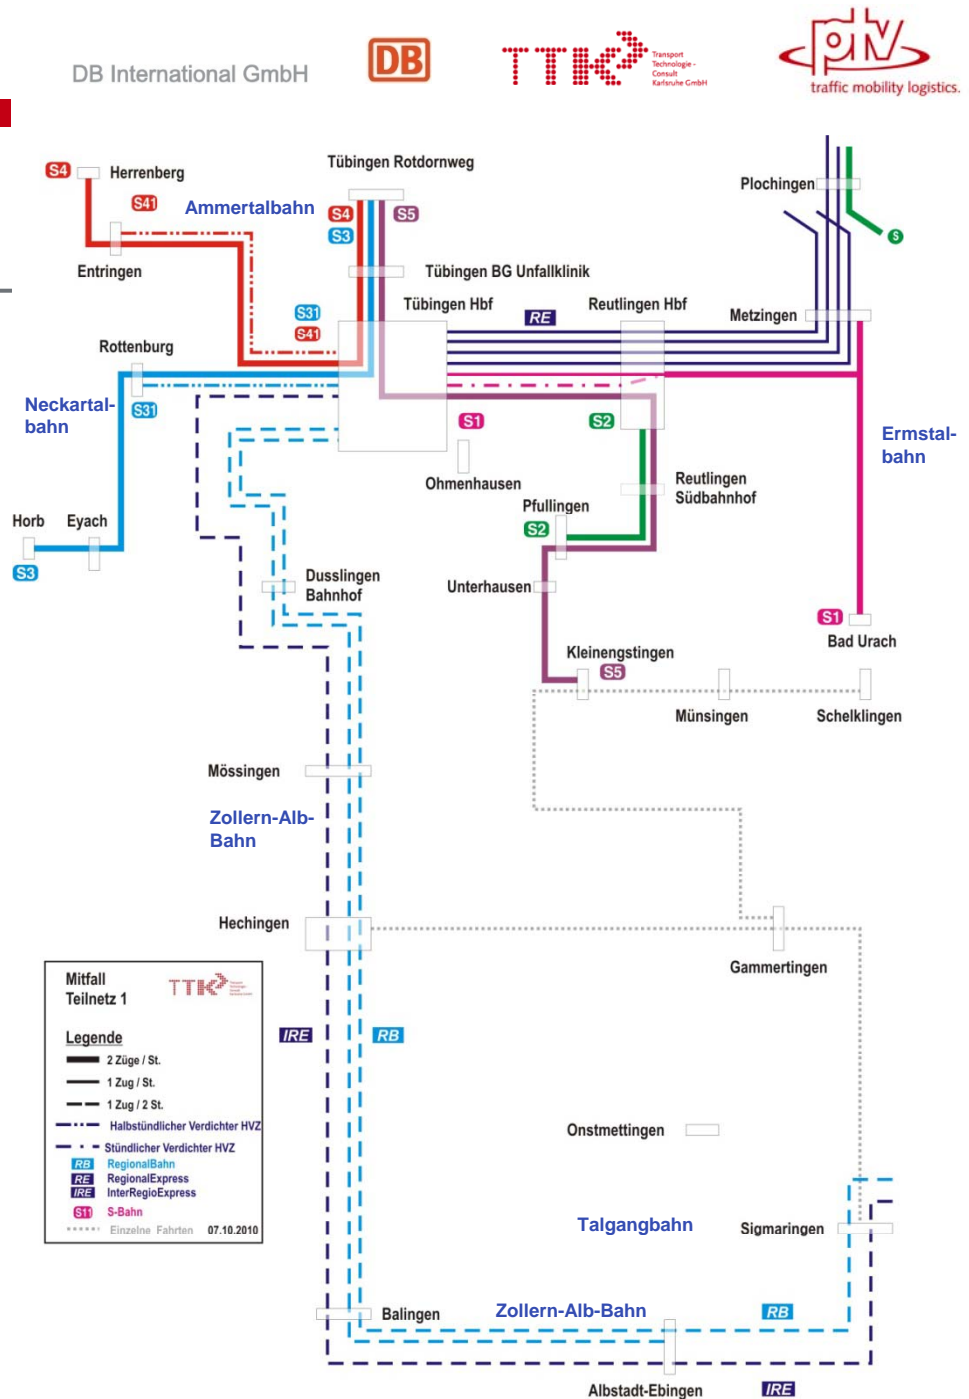 DB International GmbH
DB
TTK
Transport
Technologie -
Consult
Karlsruhe GmbH
ptv
traffic mobility logistics.
S4
Herrenberg
S41
Ammertalbahn
Entringen
Tübingen Rotdornweg
S4
S5
S3
Tübingen BG Unfallklinik
Tübingen Hbf
S31
S41
RE
Reutlingen Hbf
Plochingen
S
Metzingen
Rottenburg
S31
Neckartal-
bahn
S1
S2
Ohmenhausen
Ermstal-
bahn
Reutlingen
Südbahnhof
Pfullingen
S2
Horb
Eyach
S3
Dusslingen
Bahnhof
Unterhausen
S1
Bad Urach
Kleinengstingen
S5
Münsingen
Schelklingen
Mössingen
Zollern-Alb-
Bahn
Hechingen
Gammertingen
IRE
RB
Mitfall
Teilnetz 1
TTK
Legende
2 Züge / St.
1 Zug / St.
1 Zug / 2 St.
Halbstündlicher Verdichter HVZ
Stündlicher Verdichter HVZ
RB RegionalBahn
RE RegionalExpress
IRE InterRegioExpress
S11 S-Bahn
Einzelne Fahrten 07.10.2010
Onstmettingen
Talgangbahn
Sigmaringen
Balingen
Zollern-Alb-Bahn
RB
Albstadt-Ebingen
IRE